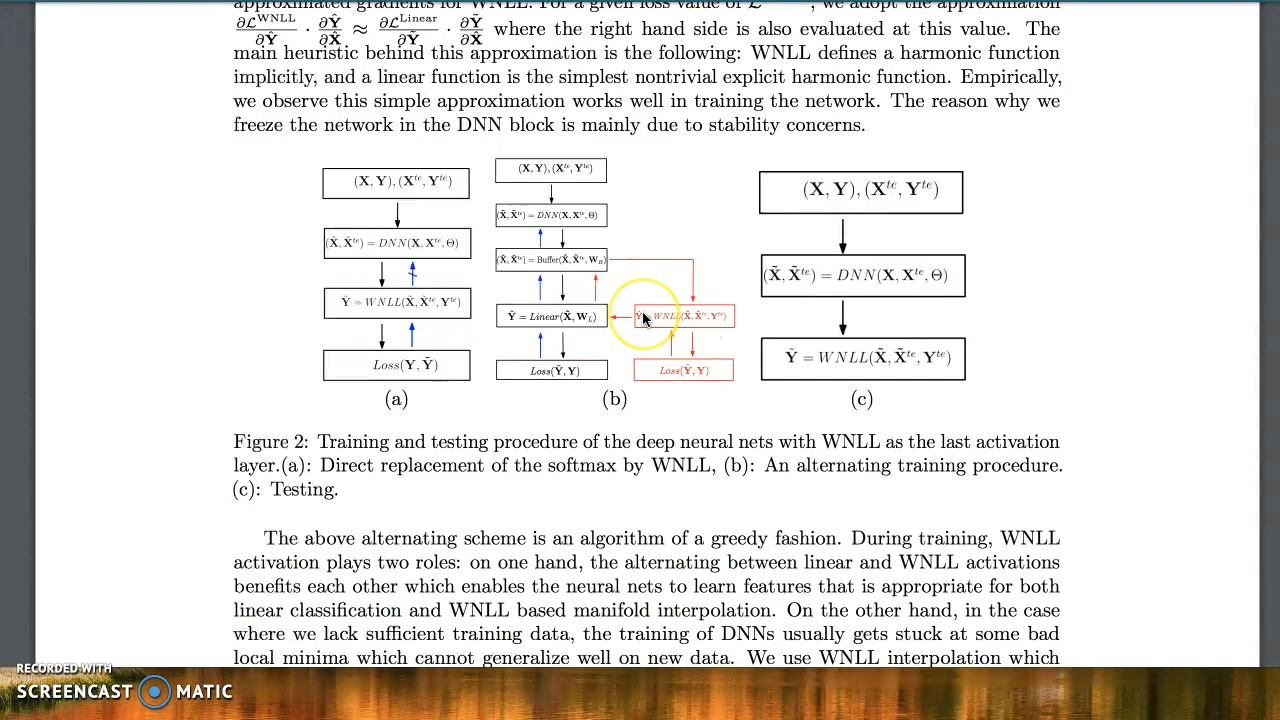 approximated gradients for WNLL. For a given loss value of , we adopt the approximation
∂L^WNLL/∂Ŷ · ∂Ŷ/∂X̂ ≈ ∂L^Linear/∂Ỹ · ∂Ỹ/∂X̂ where the right hand side is also evaluated at this value. The
main heuristic behind this approximation is the following: WNLL defines a harmonic function
implicitly, and a linear function is the simplest nontrivial explicit harmonic function. Empirically,
we observe this simple approximation works well in training the network. The reason why we
freeze the network in the DNN block is mainly due to stability concerns.
(X, Y), (X^te, Y^te)
(X̃, X̃^te) = DNN(X, X^te, Θ)
Ỹ = WNLL(X̃, X̃^te, Y^te)
Loss(Y, Ỹ)
(a)
(X, Y), (X^te, Y^te)
(X̃, X̃^te) = DNN(X, X^te, Θ)
(X̂, X̂^te) = Buffer(X̃, X̃^te, W_B)
Ỹ = Linear(X̂, W_L)
Loss(Ỹ, Y)
WNLL(X̂, X̂^te, Y^te)
Loss(Ŷ, Y)
(b)
(X, Y), (X^te, Y^te)
(X̃, X̃^te) = DNN(X, X^te, Θ)
Ỹ = WNLL(X̃, X̃^te, Y^te)
(c)
Figure 2: Training and testing procedure of the deep neural nets with WNLL as the last activation
layer.(a): Direct replacement of the softmax by WNLL, (b): An alternating training procedure.
(c): Testing.
The above alternating scheme is an algorithm of a greedy fashion. During training, WNLL
activation plays two roles: on one hand, the alternating between linear and WNLL activations
benefits each other which enables the neural nets to learn features that is appropriate for both
linear classification and WNLL based manifold interpolation. On the other hand, in the case
where we lack sufficient training data, the training of DNNs usually gets stuck at some bad
local minima which cannot generalize well on new data. We use WNLL interpolation which
RECORDED WITH
SCREENCAST MATIC